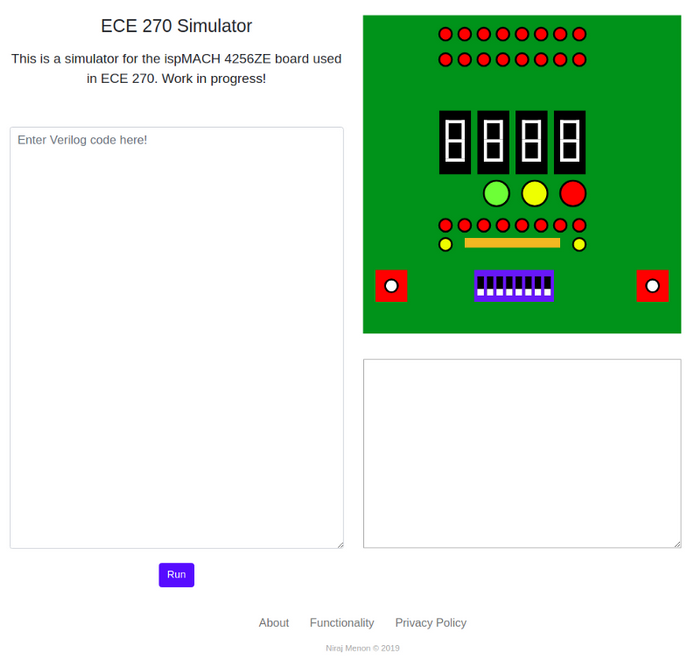 ECE 270 Simulator
This is a simulator for the ispMACH 4256ZE board used
in ECE 270. Work in progress!
Enter Verilog code here!
Run
About Functionality Privacy Policy
Niraj Menon © 2019